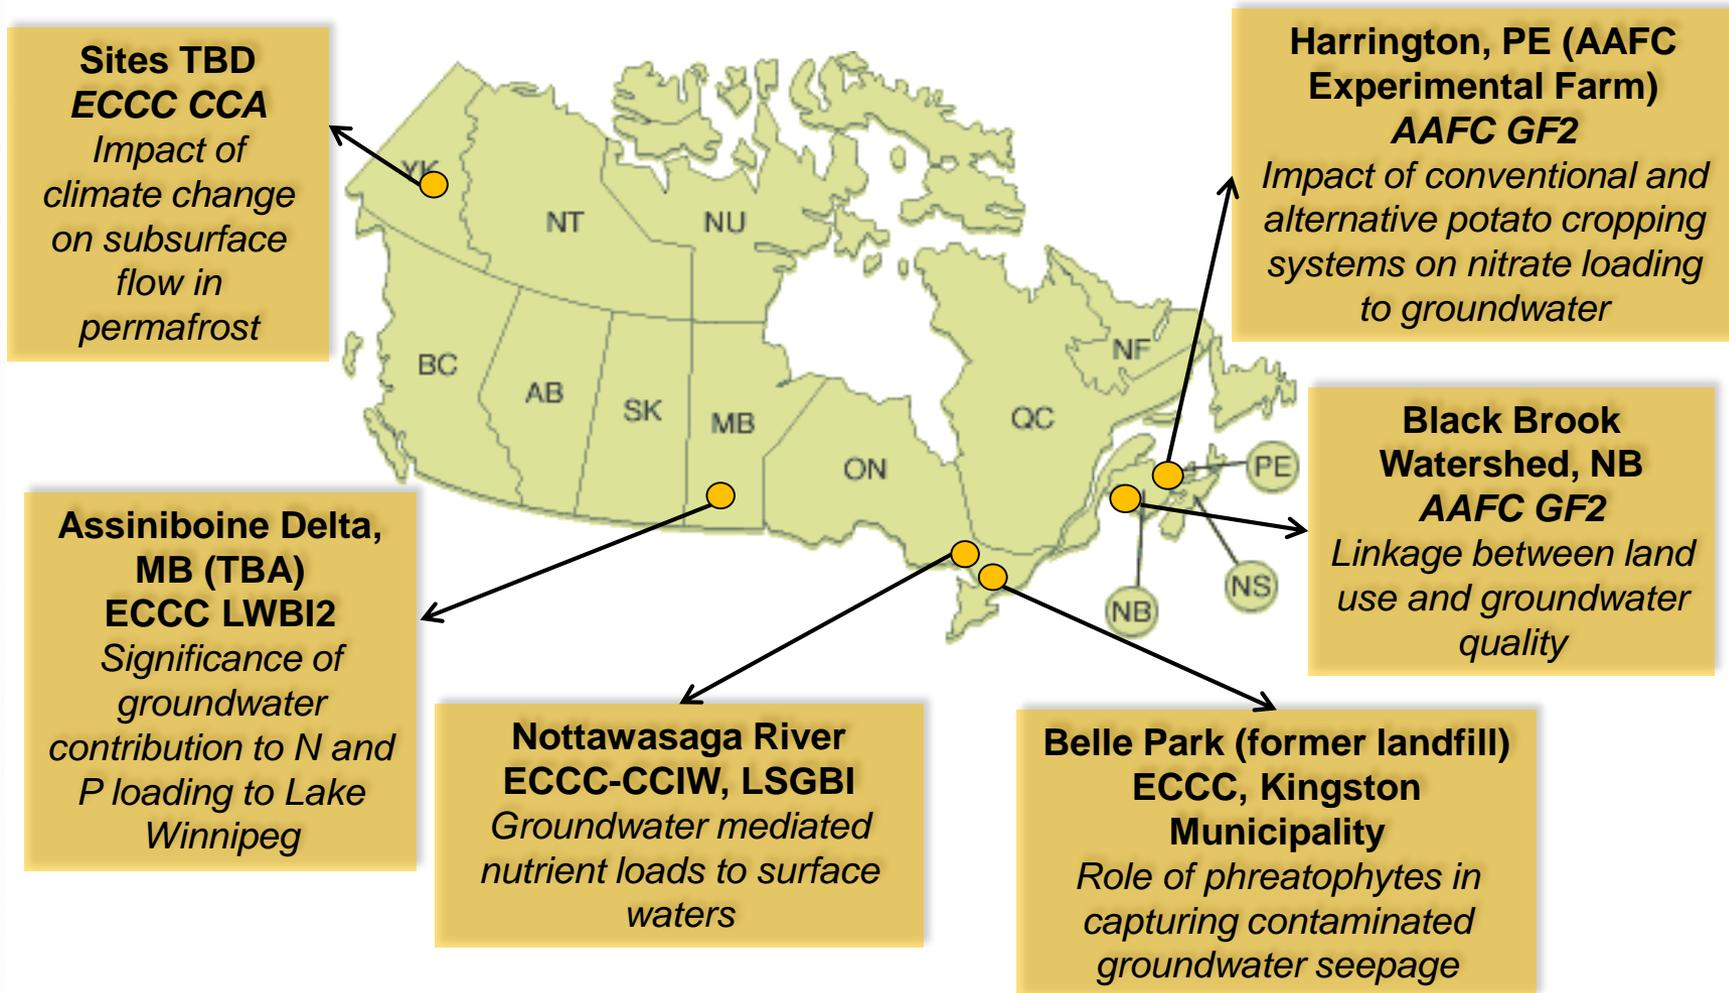 Sites TBD
ECCC CCA
Impact of
climate change
on subsurface
flow in
permafrost
Harrington, PE (AAFC
Experimental Farm)
AAFC GF2
Impact of conventional and
alternative potato cropping
systems on nitrate loading
to groundwater
YK
NT
NU
BC
AB
SK
MB
ON
QC
NF
PE
NB
NS
Black Brook
Watershed, NB
AAFC GF2
Linkage between land
use and groundwater
quality
Assiniboine Delta,
MB (TBA)
ECCC LWBI2
Significance of
groundwater
contribution to N and
P loading to Lake
Winnipeg
Nottawasaga River
ECCC-CCIW, LSGBI
Groundwater mediated
nutrient loads to surface
waters
Belle Park (former landfill)
ECCC, Kingston
Municipality
Role of phreatophytes in
capturing contaminated
groundwater seepage